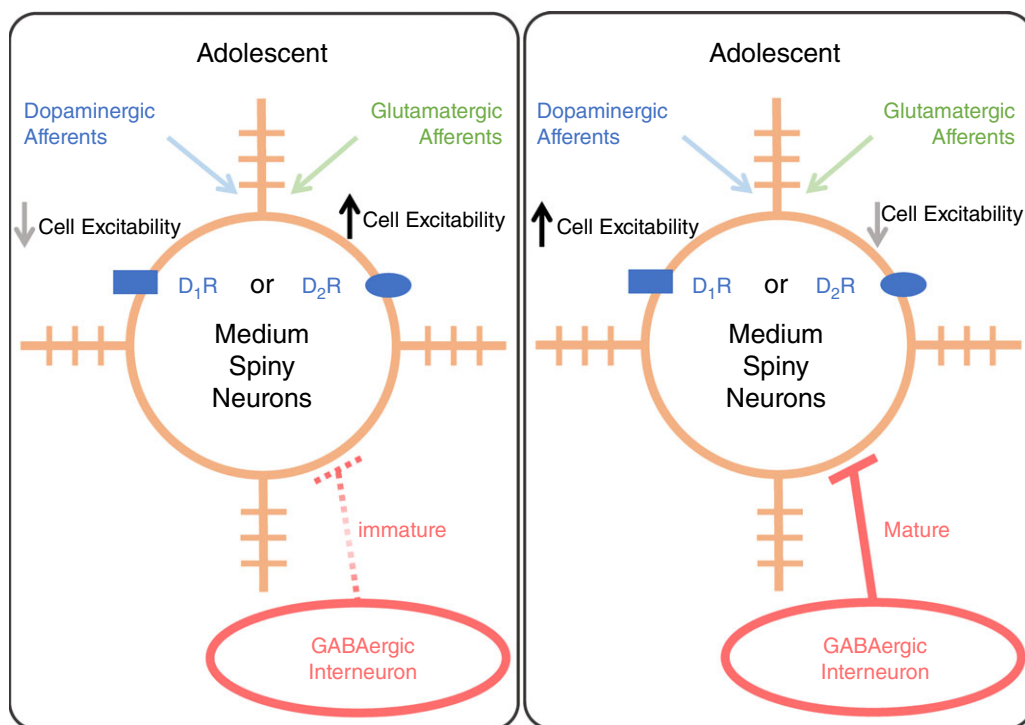 Adolescent
Dopaminergic
Afferents
Glutamatergic
Afferents
Cell Excitability
Cell Excitability
D₁R or D₂R
Medium
Spiny
Neurons
immature
GABAergic
Interneuron
Adolescent
Dopaminergic
Afferents
Glutamatergic
Afferents
Cell Excitability
Cell Excitability
D₁R or D₂R
Medium
Spiny
Neurons
Mature
GABAergic
Interneuron